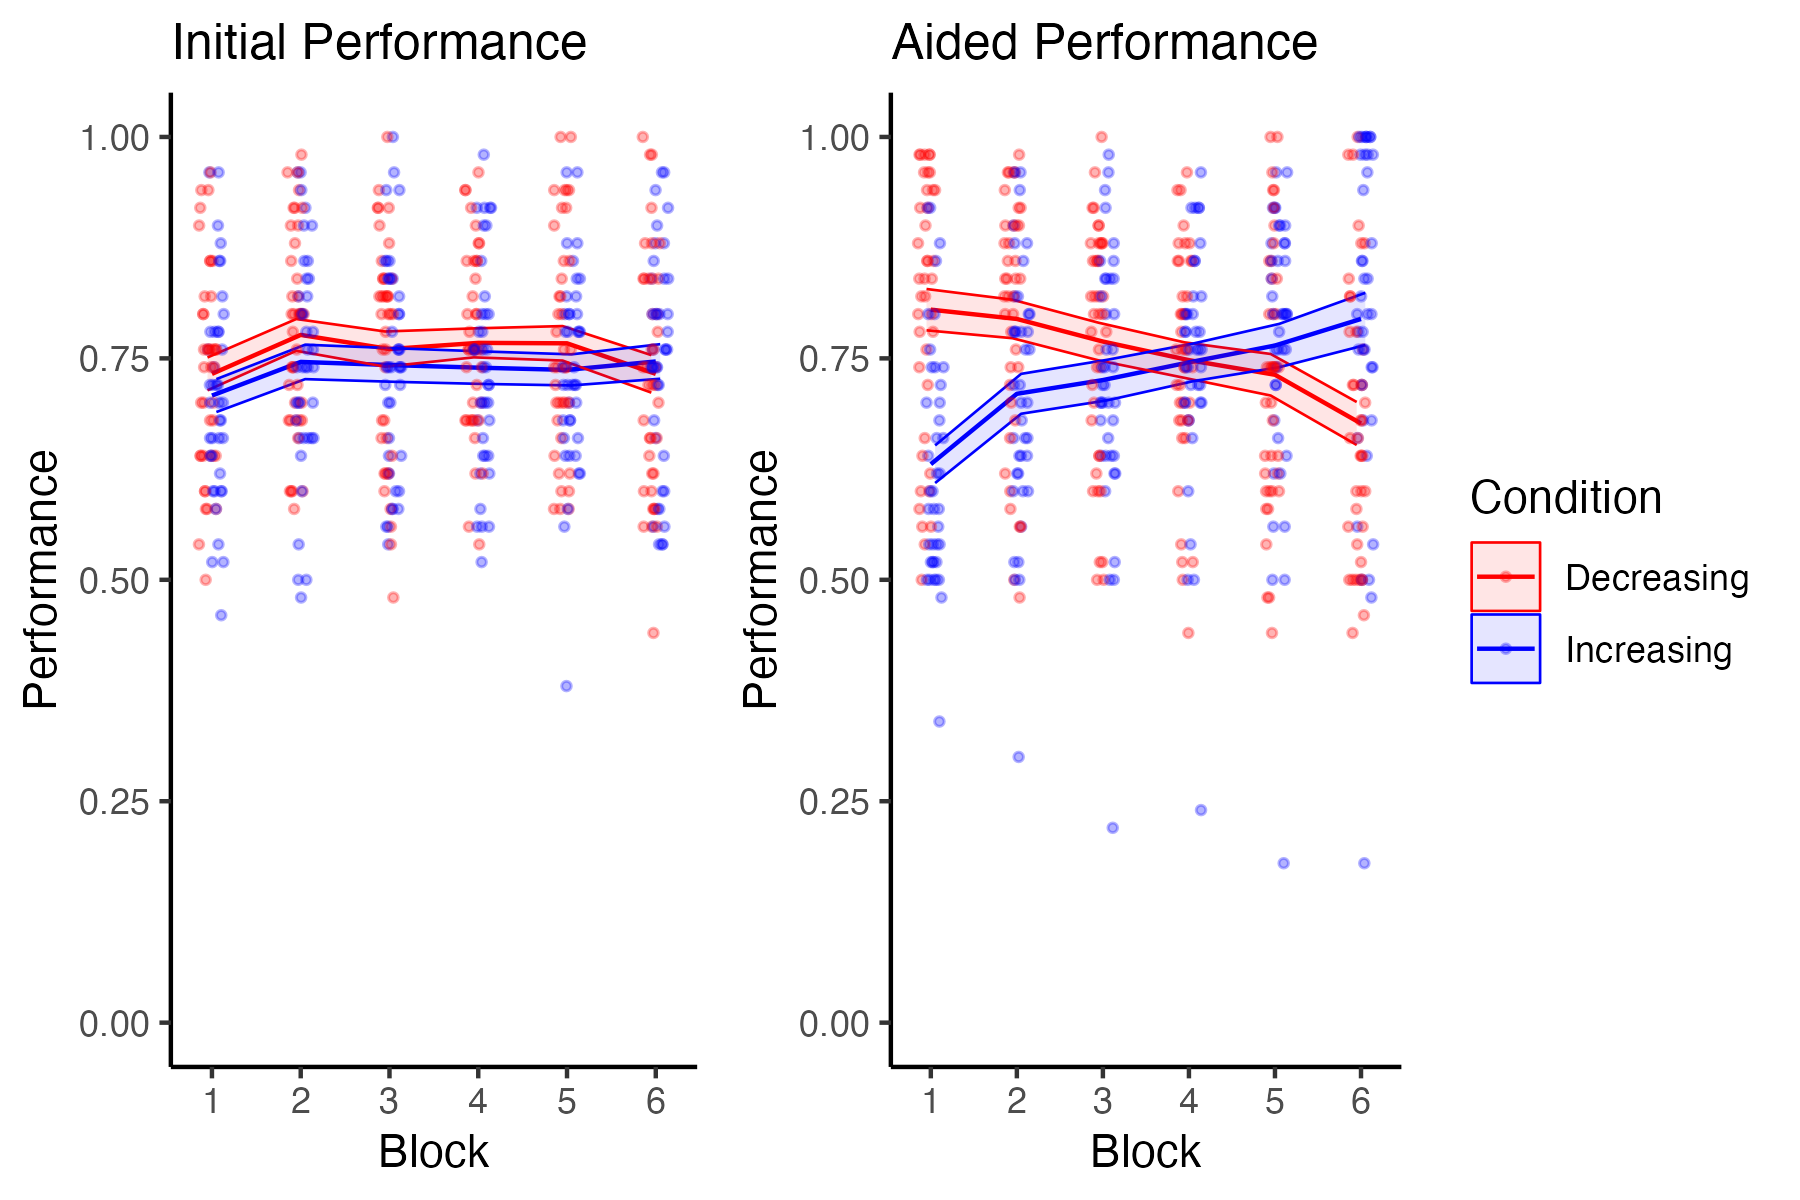 Initial Performance
Performance
1.00
0.75
0.50
0.25
0.00
1 2 3 4 5 6
Block
Aided Performance
Performance
1.00
0.75
0.50
0.25
0.00
1 2 3 4 5 6
Block
Condition
Decreasing
Increasing